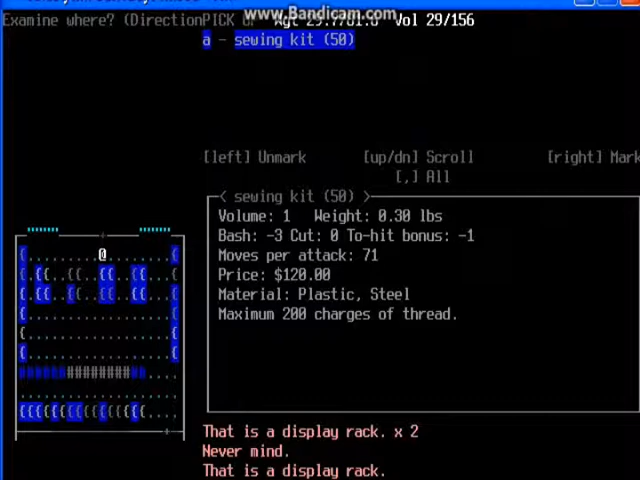 www.Bandicam.com
Examine where? (DirectionPICK Vol 29/156
a - sewing kit (50)
[left] Unmark [up/dn] Scroll [right] Mark
[,] All
< sewing kit (50) >
Volume: 1 Weight: 0.30 lbs
Bash: -3 Cut: 0 To-hit bonus: -1
Moves per attack: 71
Price: $120.00
Material: Plastic, Steel
Maximum 200 charges of thread.
That is a display rack. x 2
Never mind.
That is a display rack.